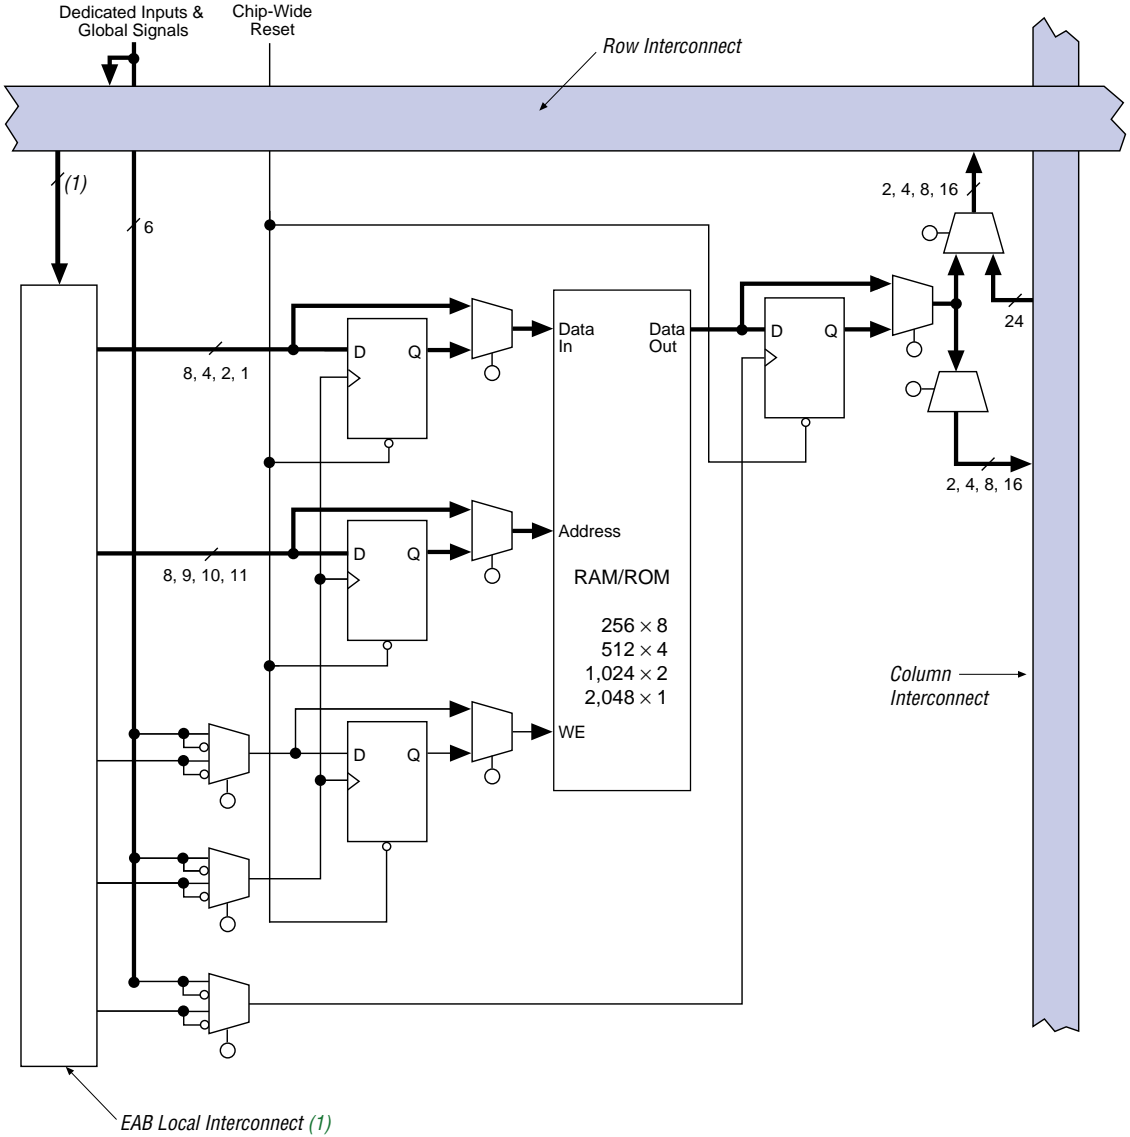 Dedicated Inputs &
Global Signals
Chip-Wide
Reset
Row Interconnect
(1)
6
2, 4, 8, 16
24
Data
In
Data
Out
D
Q
8, 4, 2, 1
D
Q
2, 4, 8, 16
Address
D
Q
8, 9, 10, 11
RAM/ROM
256 × 8
512 × 4
1,024 × 2
2,048 × 1
Column
Interconnect
WE
D
Q
EAB Local Interconnect (1)